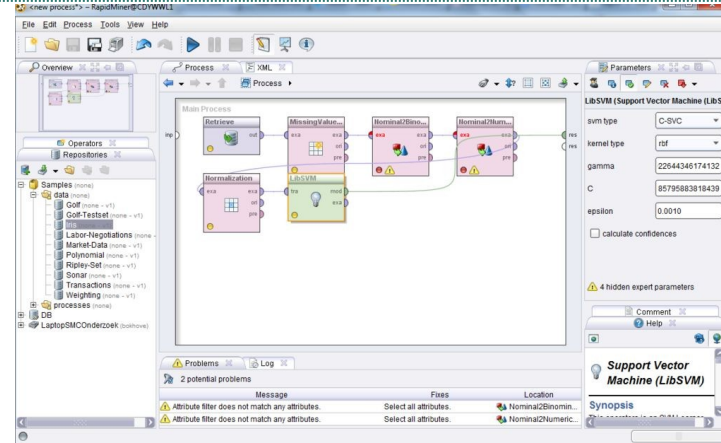 <new process*> – RapidMiner@CDYWWL1
File Edit Process Tools View Help
Overview
Process XML
Parameters
Process
Main Process
inp
Retrieve
out
MissingValue...
exa exa
ori
pre
Nominal2Bino...
exa exa
ori
pre
Nominal2Num...
exa exa
ori
pre
res
res
Normalization
exa exa
ori
pre
LibSVM
tra mod
exa
Operators
Repositories
Samples (none)
data (none)
Golf (none - v1)
Golf-Testset (none - v1)
Iris
Labor-Negotiations (none -
Market-Data (none - v1)
Polynomial (none - v1)
Ripley-Set (none - v1)
Sonar (none - v1)
Transactions (none - v1)
Weighting (none - v1)
processes (none)
DB
LaptopSMCOnderzoek (bokhove)
LibSVM (Support Vector Machine (LibS
svm type C-SVC
kernel type rbf
gamma 22644346174132
C 85795883818439
epsilon 0.0010
calculate confidences
4 hidden expert parameters
Comment
Help
Support Vector
Machine (LibSVM)
Synopsis
Problems Log
2 potential problems
Message Fixes Location
Attribute filter does not match any attributes. Select all attributes. Nominal2Binomin...
Attribute filter does not match any attributes. Select all attributes. Nominal2Numeric...